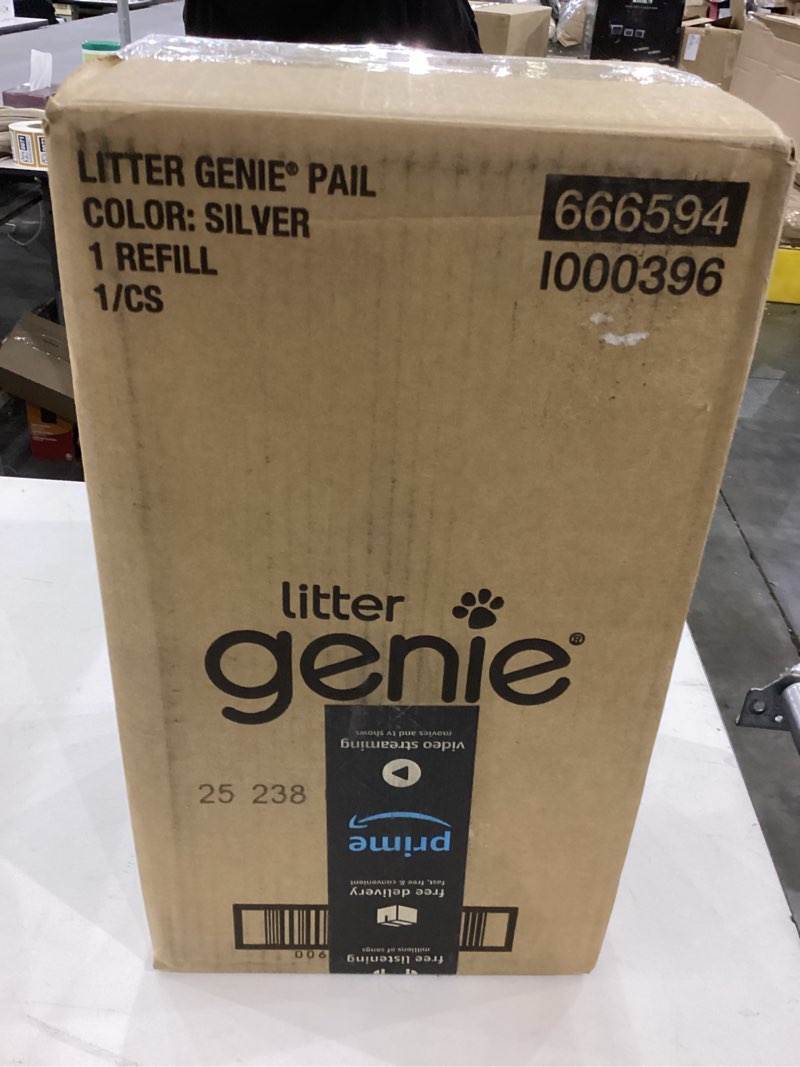 LITTER GENIE® PAIL
COLOR: SILVER
1 REFILL
1/CS
666594
I000396
litter
genie®
25 238
video streaming
movies and tv shows
prime
free delivery
fast, free & convenient
free listening
millions of songs
006